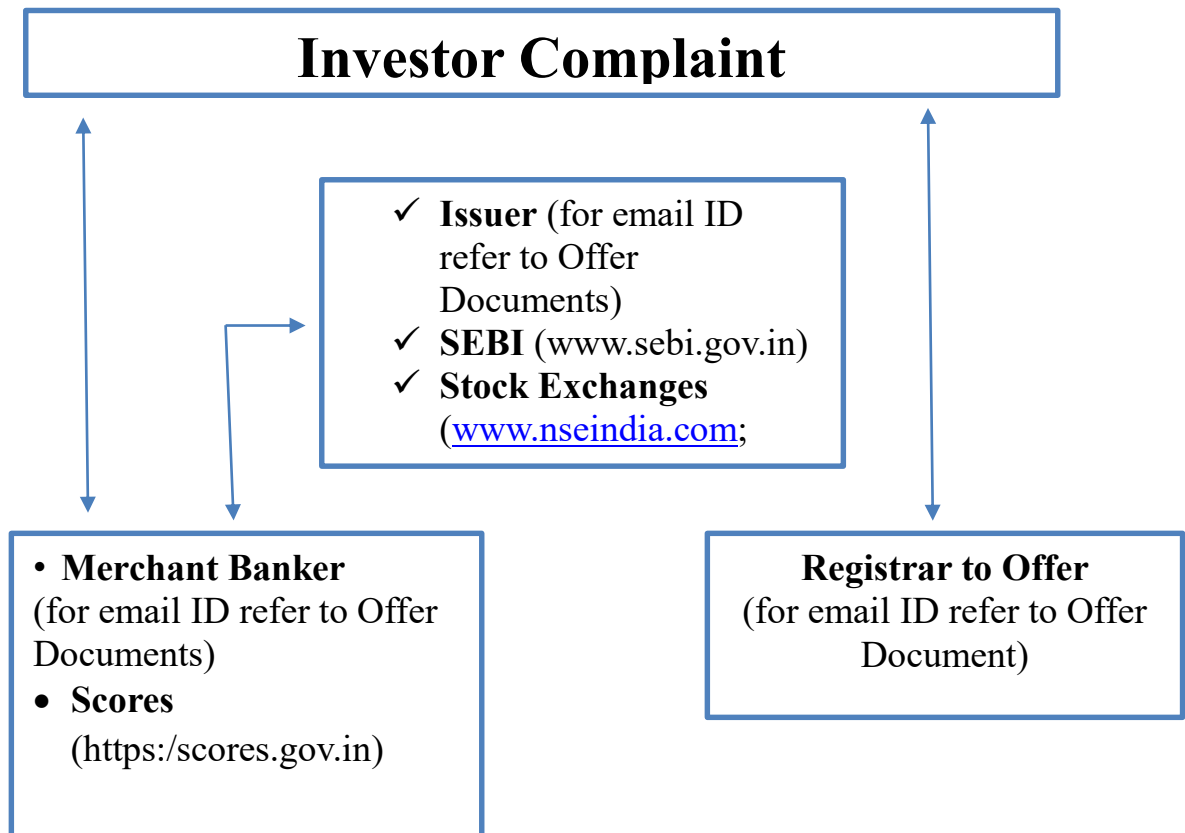 Investor Complaint
✓ Issuer (for email ID
refer to Offer
Documents)
✓ SEBI (www.sebi.gov.in)
✓ Stock Exchanges
(www.nseindia.com;
• Merchant Banker
(for email ID refer to Offer
Documents)
• Scores
(https:/scores.gov.in)
Registrar to Offer
(for email ID refer to Offer
Document)